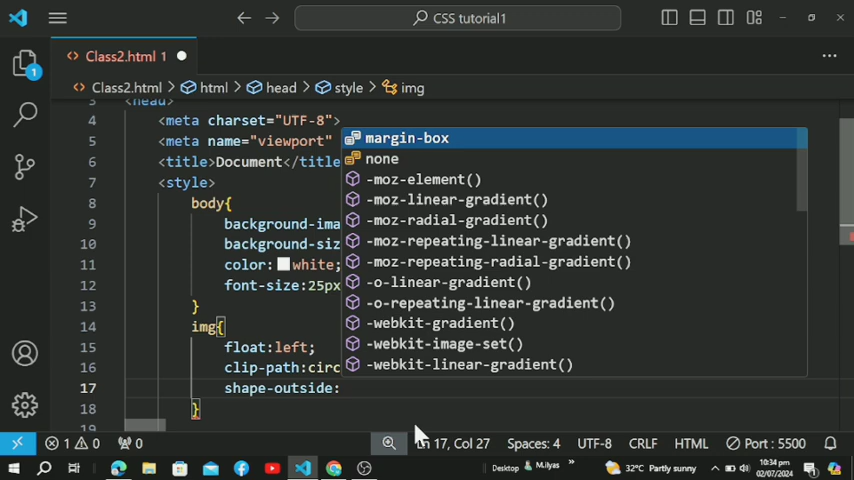 CSS tutorial1
Class2.html 1
Class2.html > html > head > style > img
3 <head>
4 <meta charset="UTF-8">
5 <meta name="viewport"
6 <title>Document</title
7 <style>
8 body{
9 background-ima
10 background-siz
11 color: white;
12 font-size:25px
13 }
14 img{
15 float:left;
16 clip-path:circ
17 shape-outside:
18 }
19
margin-box
none
-moz-element()
-moz-linear-gradient()
-moz-radial-gradient()
-moz-repeating-linear-gradient()
-moz-repeating-radial-gradient()
-o-linear-gradient()
-o-repeating-linear-gradient()
-webkit-gradient()
-webkit-image-set()
-webkit-linear-gradient()
1
1 0 0 Ln 17, Col 27 Spaces: 4 UTF-8 CRLF HTML Port : 5500
Desktop M.ilyas » 32°C Partly sunny 10:34 pm
02/07/2024